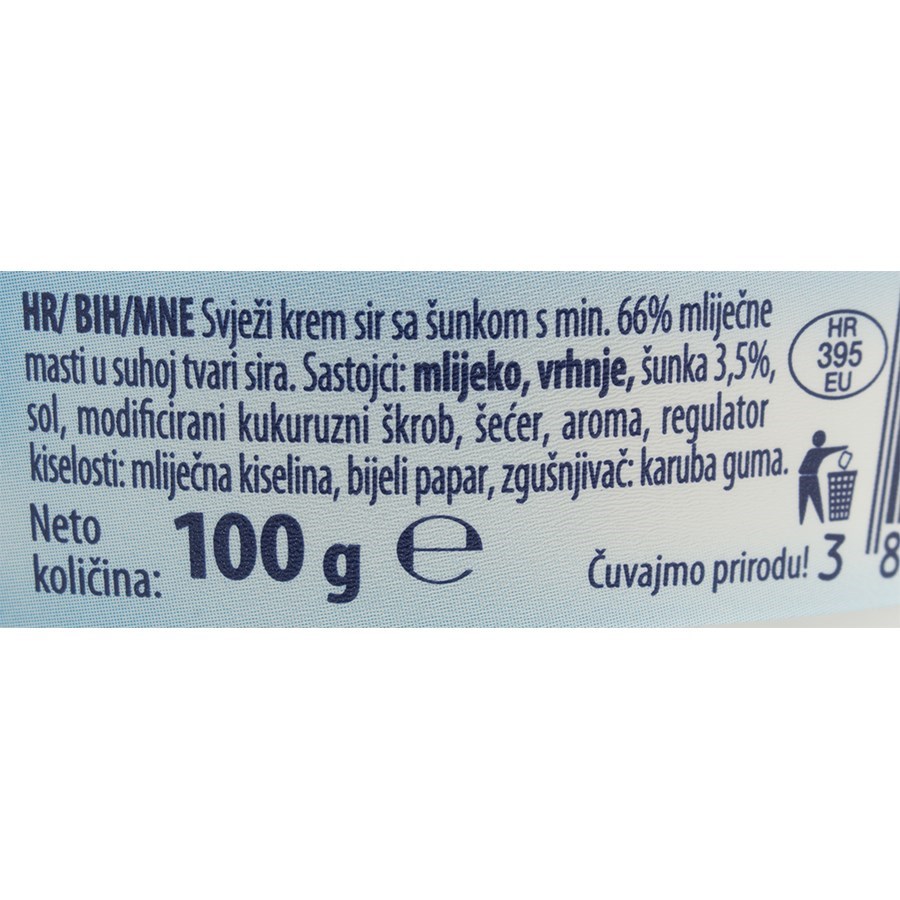 HR/ BIH/MNE Svježi krem sir sa šunkom s min. 66% mliječne
masti u suhoj tvari sira. Sastojci: mlijeko, vrhnje, šunka 3,5%,
sol, modificirani kukuruzni škrob, šećer, aroma, regulator
kiselosti: mliječna kiselina, bijeli papar, zgušnjivač: karuba guma.
HR
395
EU
Neto
količina: 100 g e
Čuvajmo prirodu! 3 8